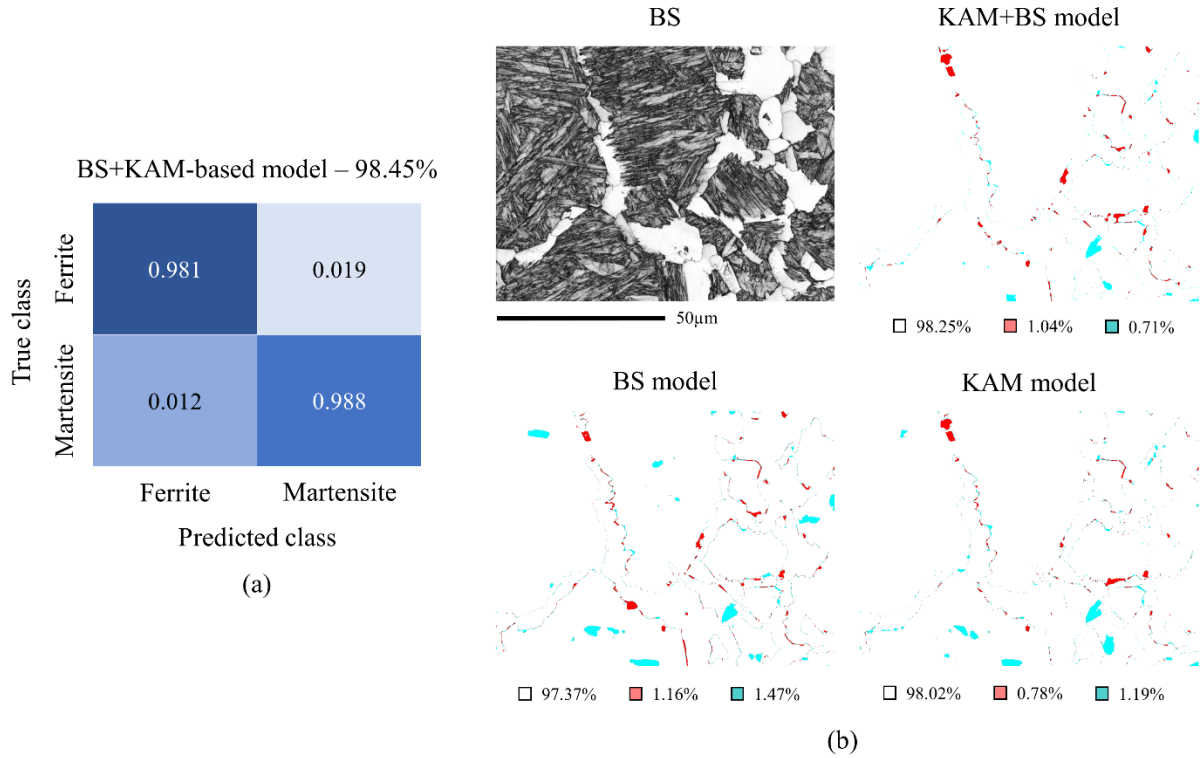 BS+KAM-based model – 98.45%
True class
Ferrite
Martensite
0.981
0.019
0.012
0.988
Ferrite
Martensite
Predicted class
(a)
BS
50µm
KAM+BS model
98.25%
1.04%
0.71%
BS model
97.37%
1.16%
1.47%
KAM model
98.02%
0.78%
1.19%
(b)